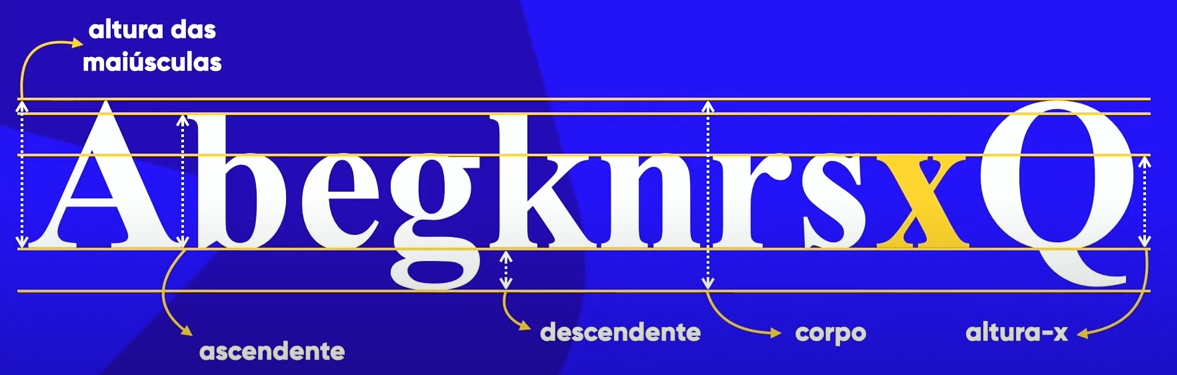 altura das
maiúsculas
AbegknrsxQ
descendente
corpo
altura-x
ascendente